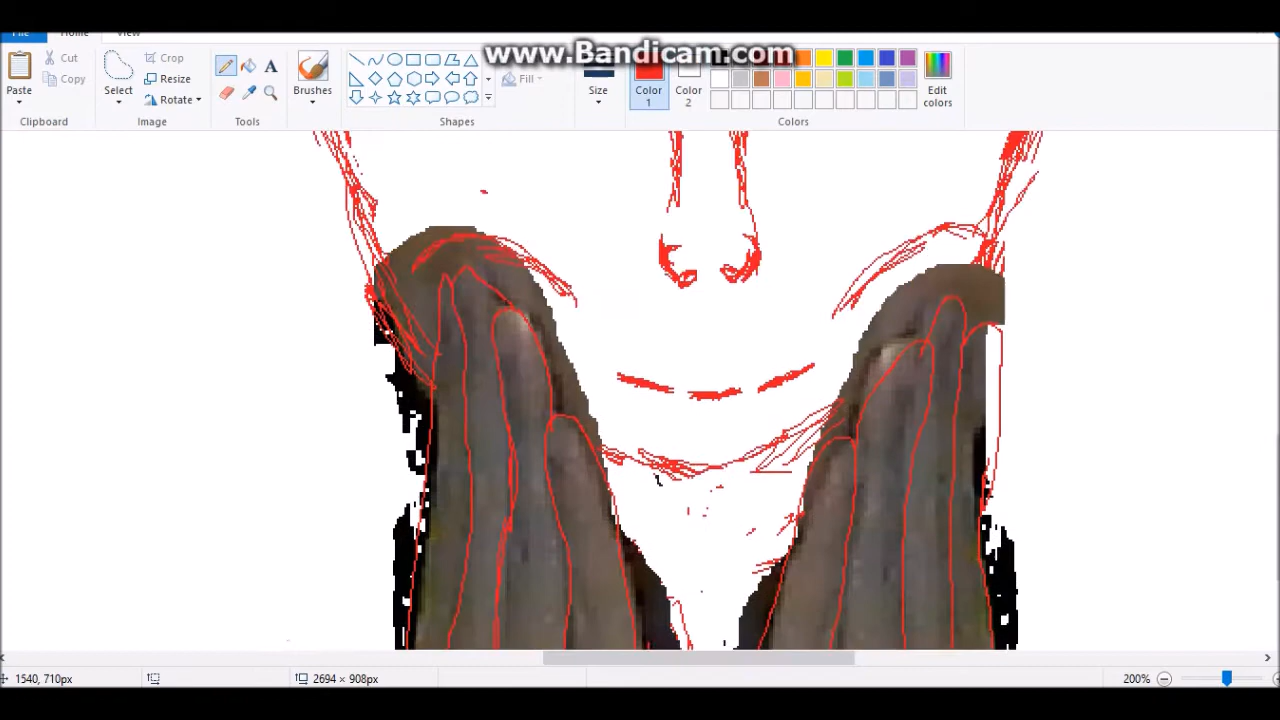 www.Bandicam.com
File Home View
Paste
Cut
Copy
Clipboard
Select
Crop
Resize
Rotate
Image
A
Tools
Brushes
Fill
Shapes
Size
Color
1
Color
2
Edit
colors
Colors
1540, 710px
2694 × 908px
200%